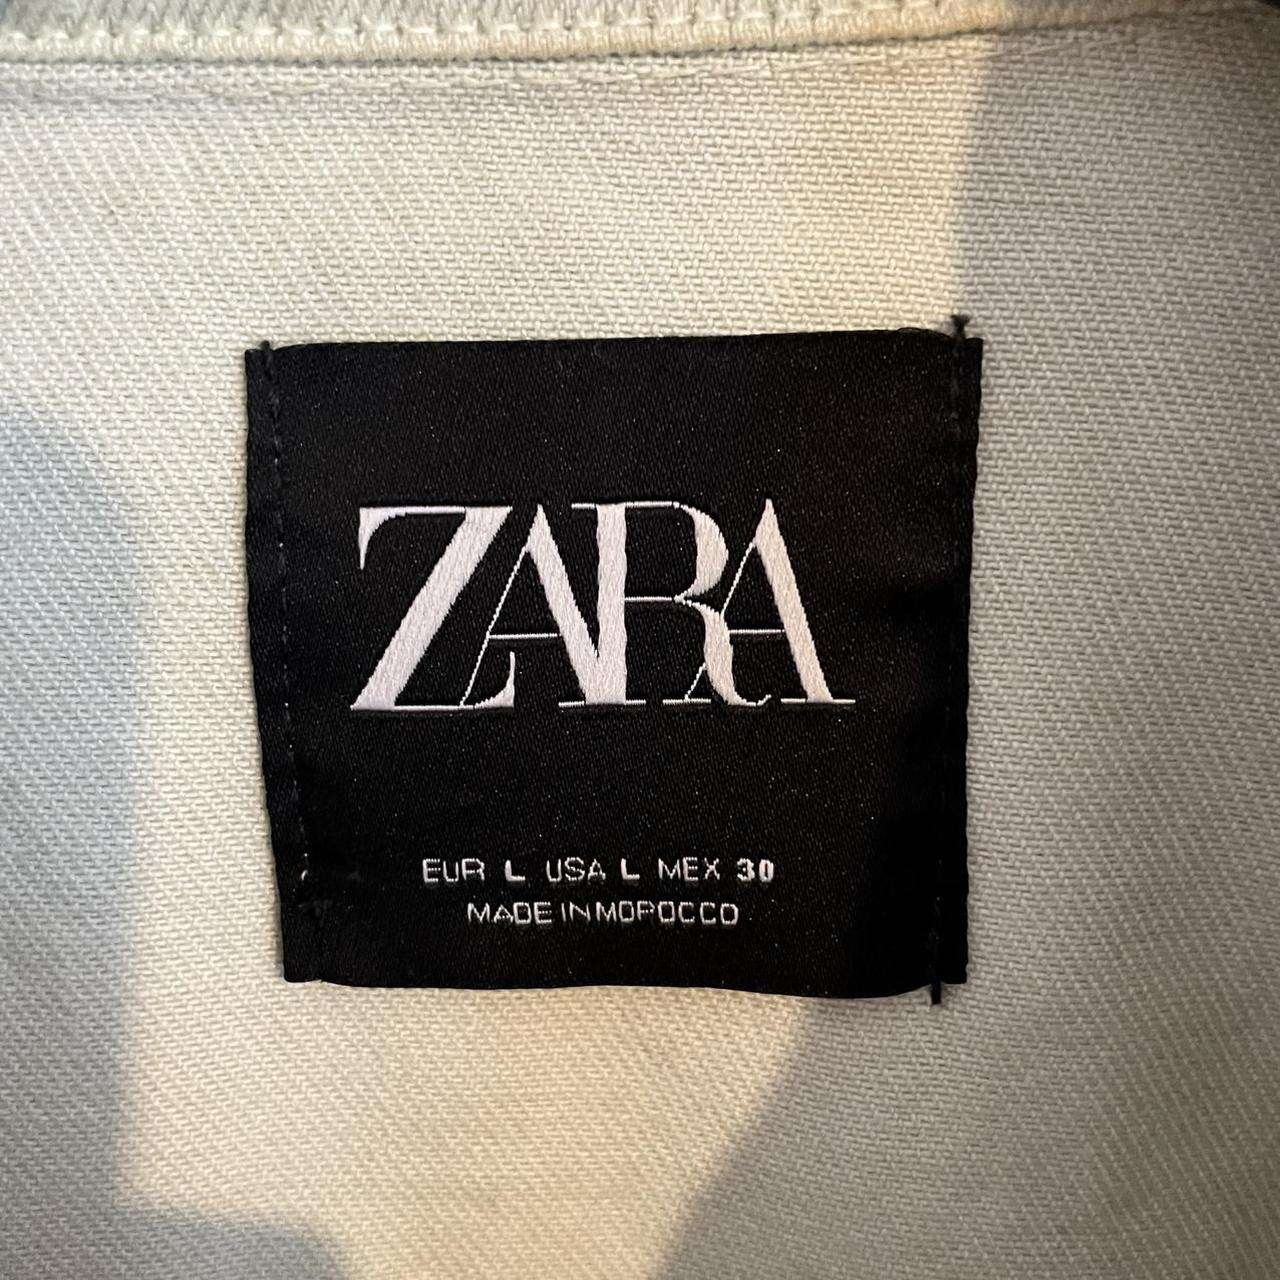 ZARA
EUR L USA L MEX 30
MADE IN MOROCCO